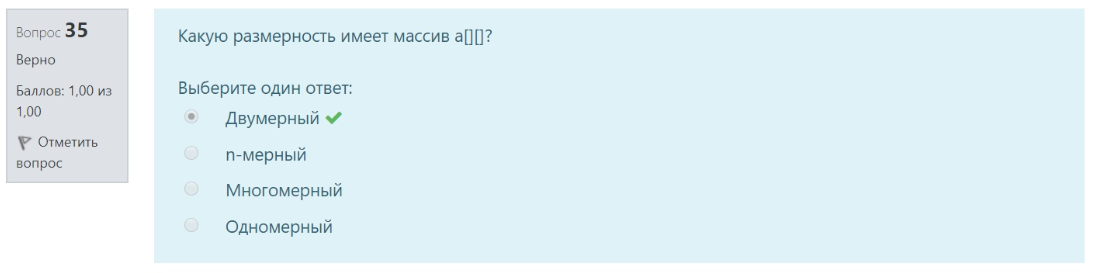 Вопрос 35
Верно
Баллов: 1,00 из
1,00
Отметить
вопрос
Какую размерность имеет массив a[][]?
Выберите один ответ:
Двумерный
n-мерный
Многомерный
Одномерный